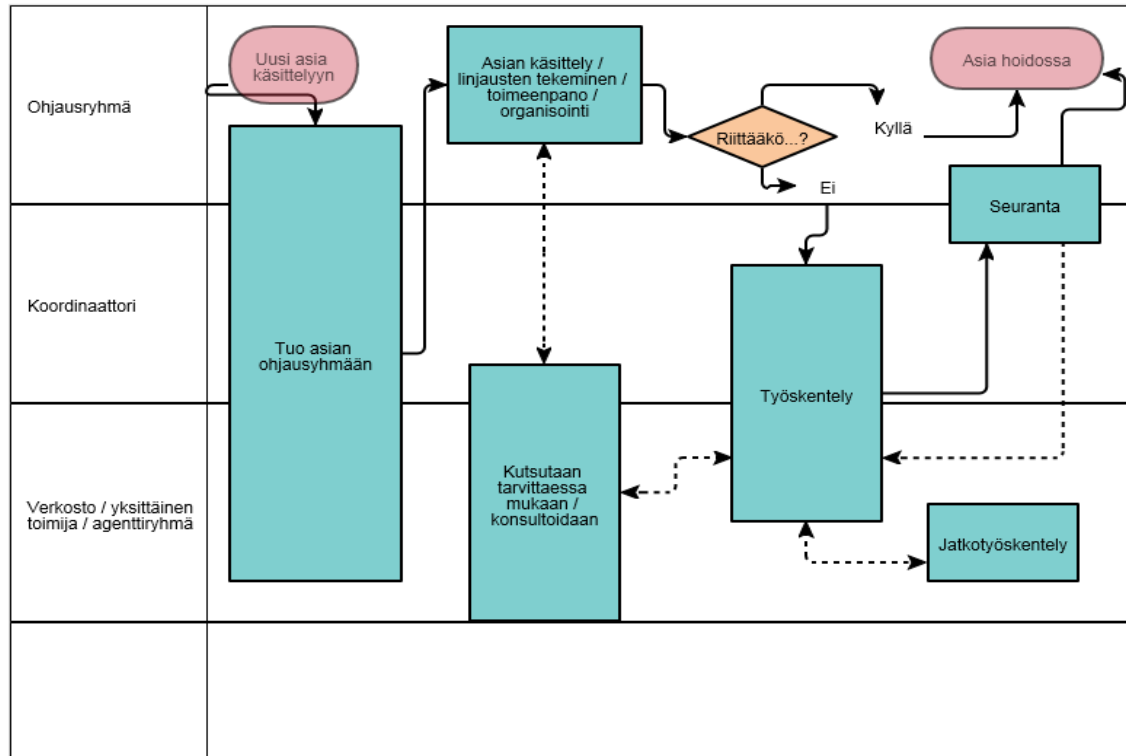 Uusi asia
käsittelyyn
Asian käsittely /
linjausten tekeminen /
toimeenpano /
organisointi
Asia hoidossa
Ohjausryhmä
Riittääkö...?
Kyllä
Ei
Seuranta
Koordinaattori
Tuo asian
ohjausyhmään
Työskentely
Verkosto / yksittäinen
toimija / agenttiryhmä
Kutsutaan
tarvittaessa
mukaan /
konsultoidaan
Jatkotyöskentely